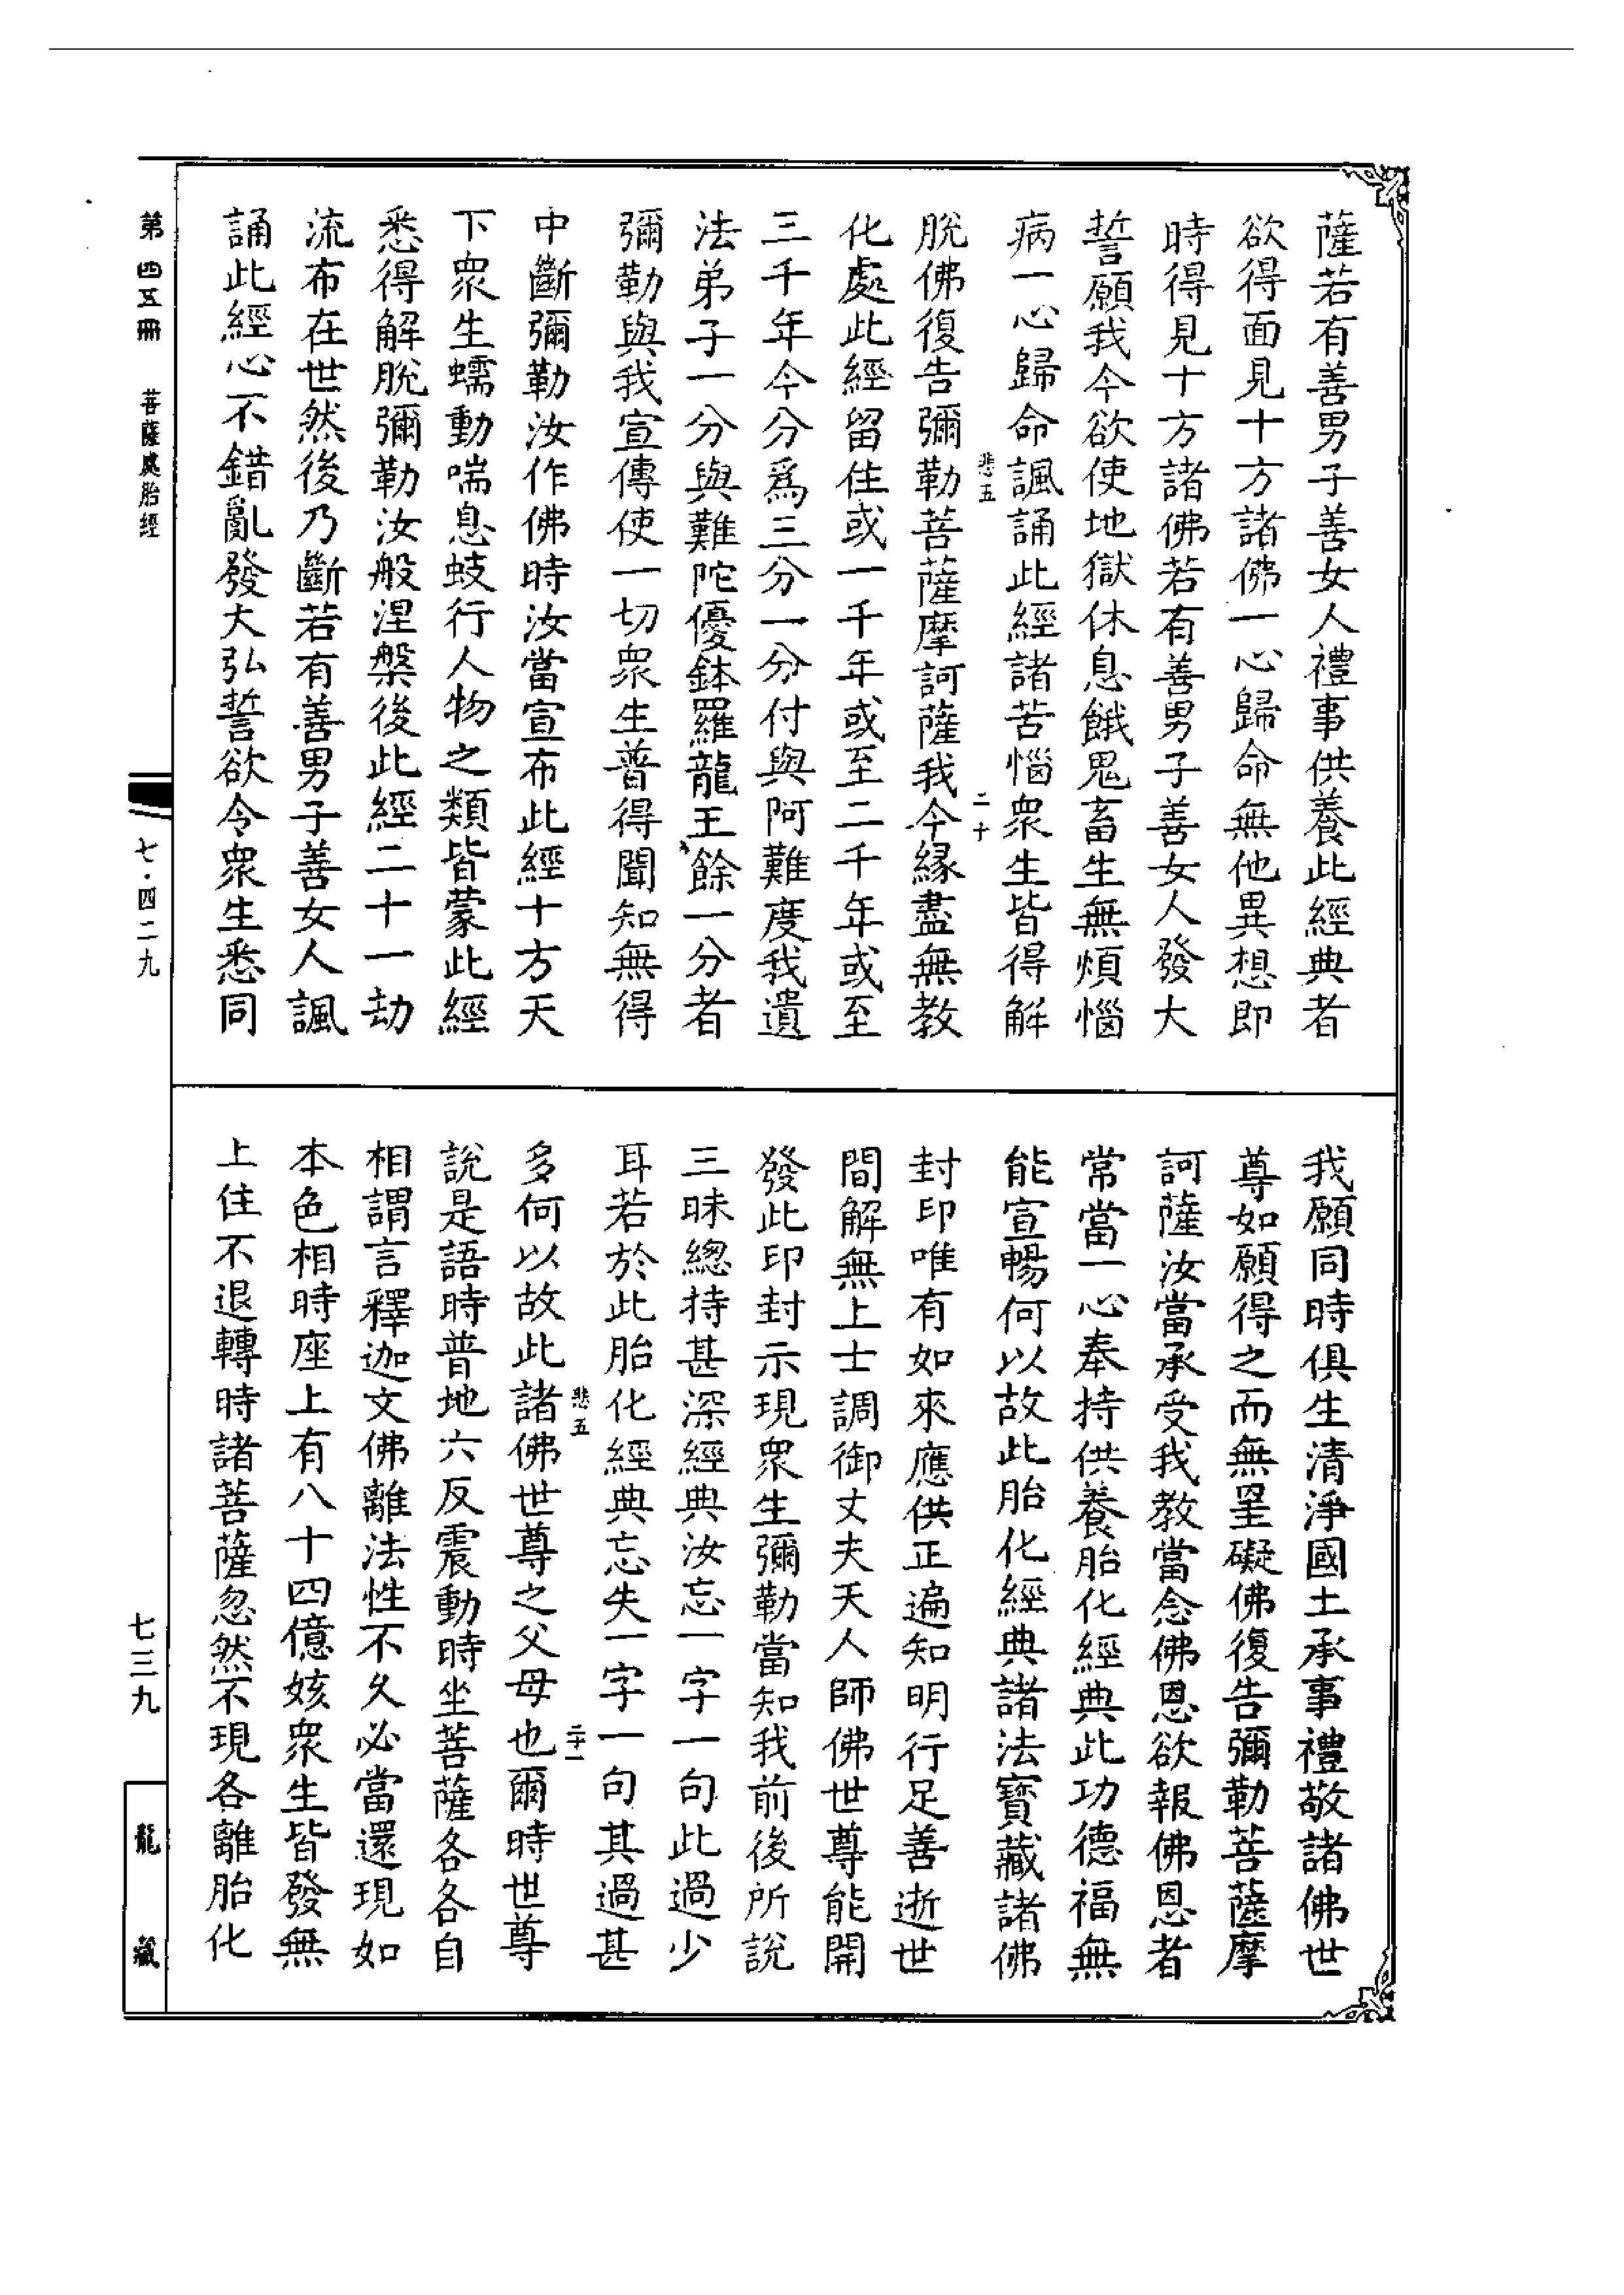 薩若有善男子善女人禮事供養此經典者
欲得面見十方諸佛一心歸命無他異想即
時得見十方諸佛若有善男子善女人發大
誓願我今欲使地獄休息餓鬼畜生無煩惱
病一心歸命諷誦此經諸苦惱衆生皆得解
悲五
二十
脫佛復告彌勒菩薩摩訶薩我今緣盡無教
化處此經留住或一千年或至二千年或至
三千年今分爲三分一分付與阿難度我遺
法弟子一分與難陀優鉢羅龍王餘一分者
彌勒與我宣傳使一切衆生普得聞知無得
中斷彌勒汝作佛時汝當宣布此經十方天
下衆生蠕動喘息蚑行人物之類皆蒙此經
悉得解脫彌勒汝般涅槃後此經二十一劫
流布在世然後乃斷若有善男子善女人諷
誦此經心不錯亂發大弘誓欲令衆生悉同
我願同時俱生清淨國土承事禮敬諸佛世
尊如願得之而無罣礙佛復告彌勒菩薩摩
訶薩汝當承受我教當念佛恩欲報佛恩者
常當一心奉持供養胎化經典此功德福無
能宣暢何以故此胎化經典諸法寶藏諸佛
封印唯有如來應供正遍知明行足善逝世
間解無上士調御丈夫天人師佛世尊能開
發此印封示現衆生彌勒當知我前後所說
三昧總持甚深經典汝忘一字一句此過少
耳若於此胎化經典忘失一字一句其過甚
悲五
二十一
多何以故此諸佛世尊之父母也爾時世尊
說是語時普地六反震動時坐菩薩各各自
相謂言釋迦文佛離法性不久必當還現如
本色相時座上有八十四億姟衆生皆發無
上住不退轉時諸菩薩忽然不現各離胎化
第四五冊
菩薩處胎經
七·四二九
七三九
龍藏